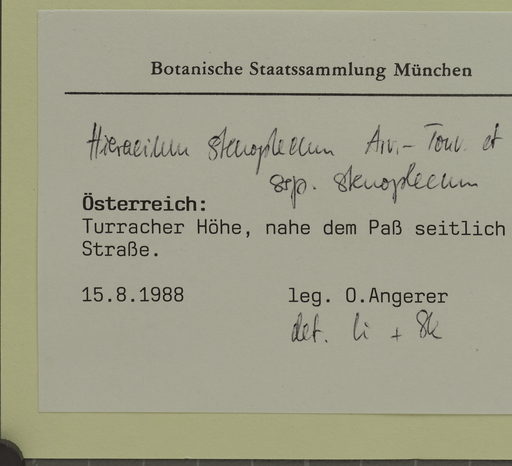 Botanische Staatssammlung München
Hieracium stenoplecum Arv.-Touv. et
ssp. stenoplecum
Österreich:
Turracher Höhe, nahe dem Paß seitlich
Straße.
15.8.1988 leg. O.Angerer
det. li +